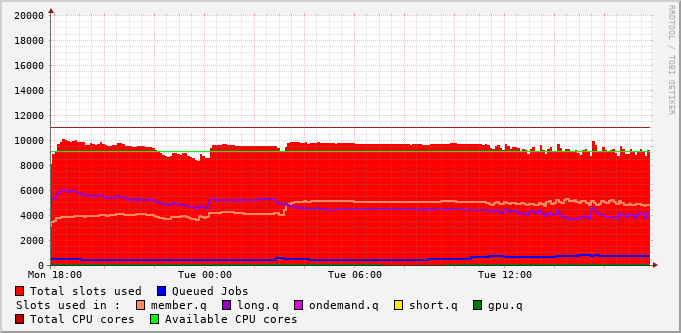 20000
18000
16000
14000
12000
10000
8000
6000
4000
2000
0
Mon 18:00 Tue 00:00 Tue 06:00 Tue 12:00
RRDTOOL / TOBI OETIKER
Total slots used Queued Jobs
Slots used in : member.q long.q ondemand.q short.q gpu.q
Total CPU cores Available CPU cores